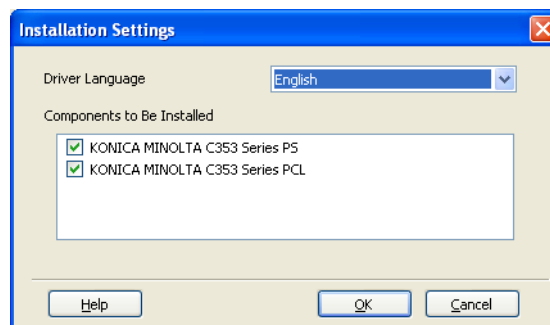 Installation Settings
Driver Language
English
Components to Be Installed
KONICA MINOLTA C353 Series PS
KONICA MINOLTA C353 Series PCL
Help
OK
Cancel